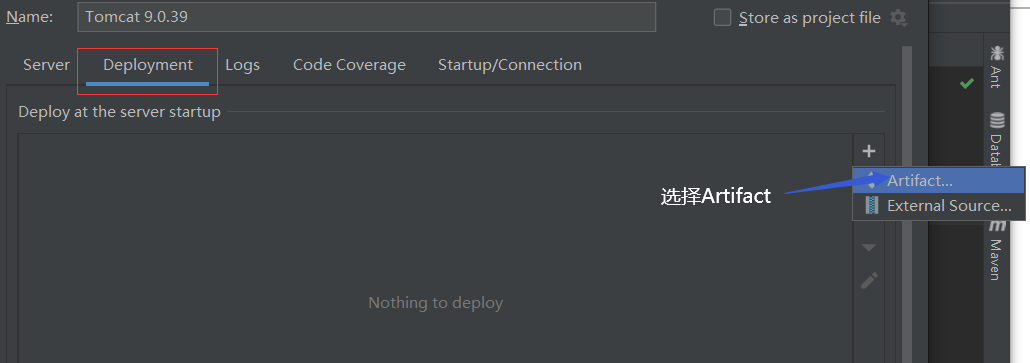 Name: Tomcat 9.0.39 Store as project file
Server Deployment Logs Code Coverage Startup/Connection
Ant
Deploy at the server startup
Datab
选择Artifact
Artifact...
External Source...
Maven
Nothing to deploy